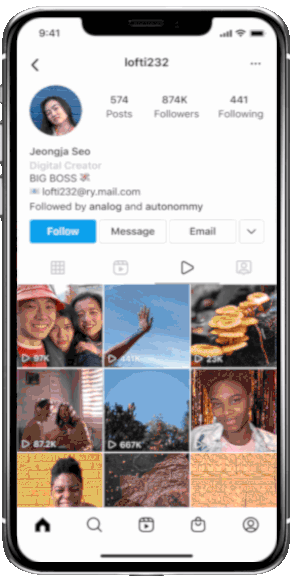 9:41
lofti232
574 874K 441
Posts Followers Following
Jeongja Seo
Digital Creator
BIG BOSS
lofti232@ry.mail.com
Followed by analog and autonommy
Follow Message Email
97K 441K 23K
87.2K 667K